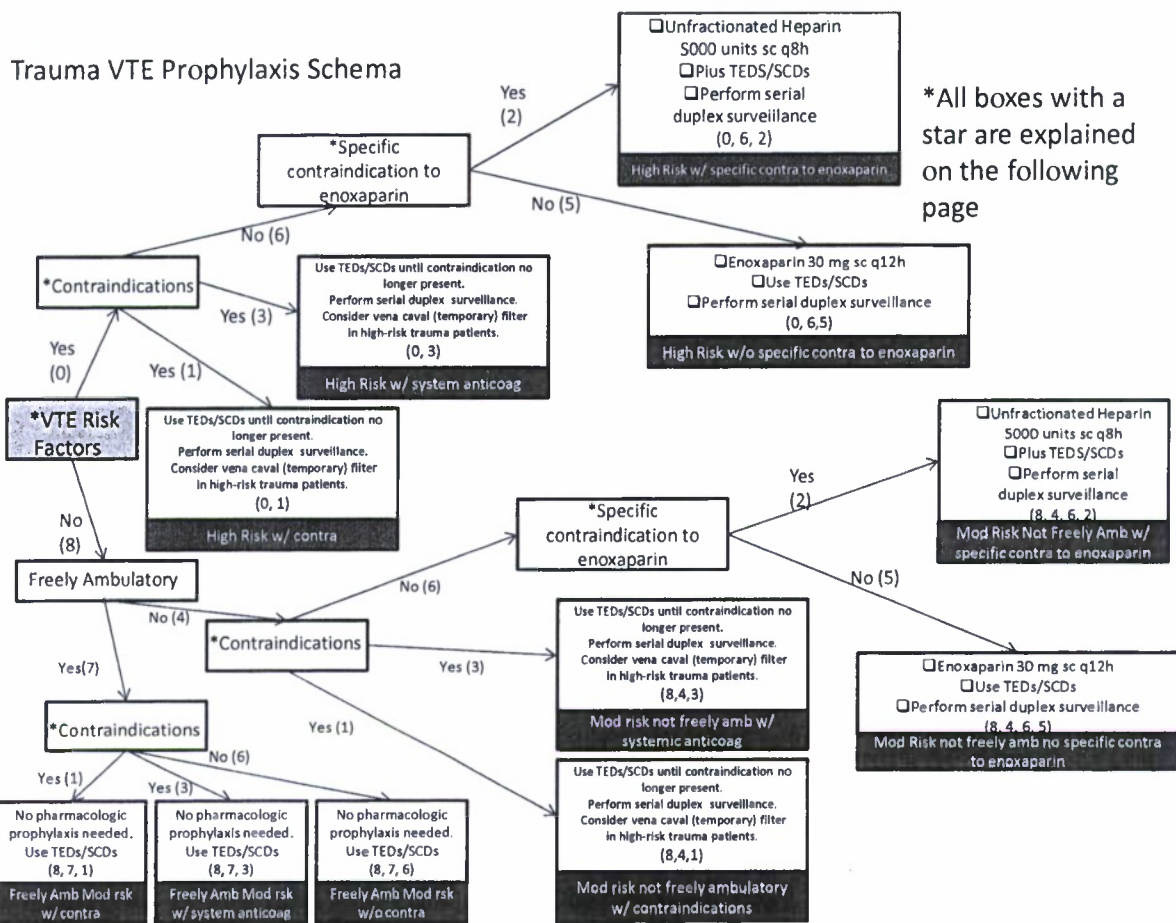 Trauma VTE Prophylaxis Schema
*All boxes with a
star are explained
on the following
page
❑Unfractionated Heparin
5000 units sc q8h
❑Plus TEDS/SCDs
❑Perform serial
duplex surveillance
(0, 6, 2)
High Risk w/ specific contra to enoxaparin
Yes
(2)
*Specific
contraindication to
enoxaparin
No (5)
No (6)
❑Enoxaparin 30 mg sc q12h
❑Use TEDs/SCDs
❑Perform serial duplex surveillance
(0, 6,5)
High Risk w/o specific contra to enoxaparin
*Contraindications
Yes (3)
Use TEDs/SCDs until contraindication no
longer present.
Perform serial duplex surveillance.
Consider vena caval (temporary) filter
in high-risk trauma patients.
(0, 3)
High Risk w/ system anticoag
Yes
(0)
Yes (1)
*VTE Risk
Factors
Use TEDs/SCDs until contraindication no
longer present.
Perform serial duplex surveillance.
Consider vena caval (temporary) filter
in high-risk trauma patients.
(0, 1)
High Risk w/ contra
No
(8)
Freely Ambulatory
❑Unfractionated Heparin
5000 units sc q8h
❑Plus TEDS/SCDs
❑Perform serial
duplex surveillance
(8, 4, 6, 2)
Mod Risk Not Freely Amb w/
specific contra to enoxaparin
Yes
(2)
*Specific
contraindication to
enoxaparin
No (5)
No (6)
No (4)
*Contraindications
Yes (3)
Use TEDs/SCDs until contraindication no
longer present.
Perform serial duplex surveillance.
Consider vena caval (temporary) filter
in high-risk trauma patients.
(8,4,3)
Mod risk not freely amb w/
systemic anticoag
❑Enoxaparin 30 mg sc q12h
❑Use TEDs/SCDs
❑Perform serial duplex surveillance
(8, 4, 6, 5)
Mod Risk not freely amb no specific contra
to enoxaparin
Yes(7)
Yes (1)
*Contraindications
Yes (1)
Yes (3)
No (6)
Use TEDs/SCDs until contraindication no
longer present.
Perform serial duplex surveillance.
Consider vena caval (temporary) filter
in high-risk trauma patients.
(8,4,1)
Mod risk not freely ambulatory
w/ contraindications
No pharmacologic
prophylaxis needed.
Use TEDs/SCDs
(8, 7, 1)
Freely Amb Mod rsk
w/ contra
No pharmacologic
prophylaxis needed.
Use TEDs/SCDs
(8, 7, 3)
Freely Amb Mod rsk
w/ system anticoag
No pharmacologic
prophylaxis needed.
Use TEDs/SCDs
(8, 7, 6)
Freely Amb Mod rsk
w/o contra